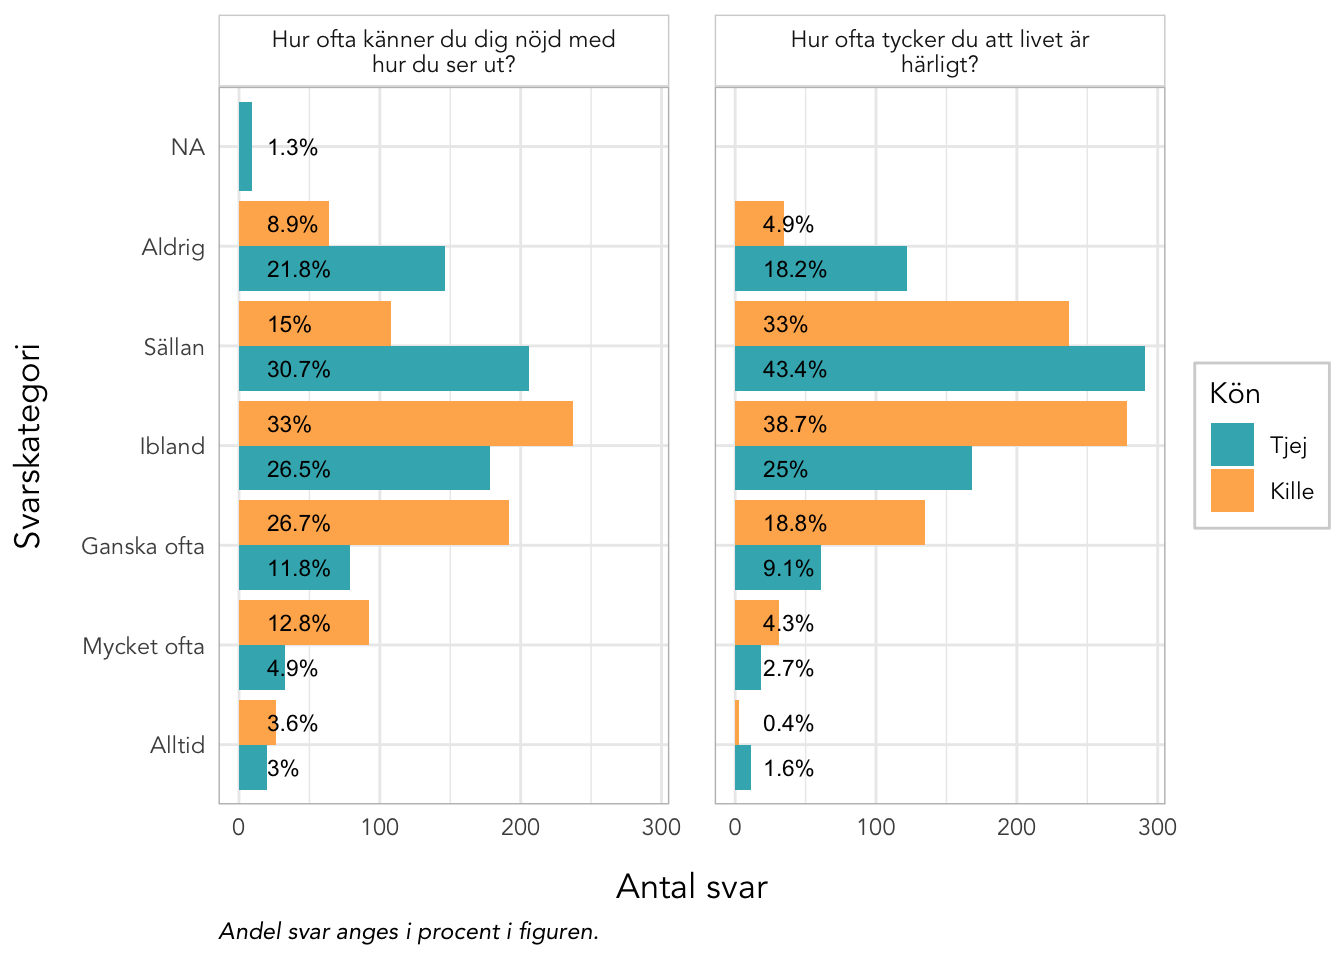 Hur ofta känner du dig nöjd med
hur du ser ut?
Hur ofta tycker du att livet är
härligt?
Svarskategori
NA
1.3%
Aldrig
8.9%
21.8%
4.9%
18.2%
Sällan
15%
30.7%
33%
43.4%
Ibland
33%
26.5%
38.7%
25%
Ganska ofta
26.7%
11.8%
18.8%
9.1%
Mycket ofta
12.8%
4.9%
4.3%
2.7%
Alltid
3.6%
3%
0.4%
1.6%
0 100 200 300
0 100 200 300
Antal svar
Andel svar anges i procent i figuren.
Kön
Tjej
Kille